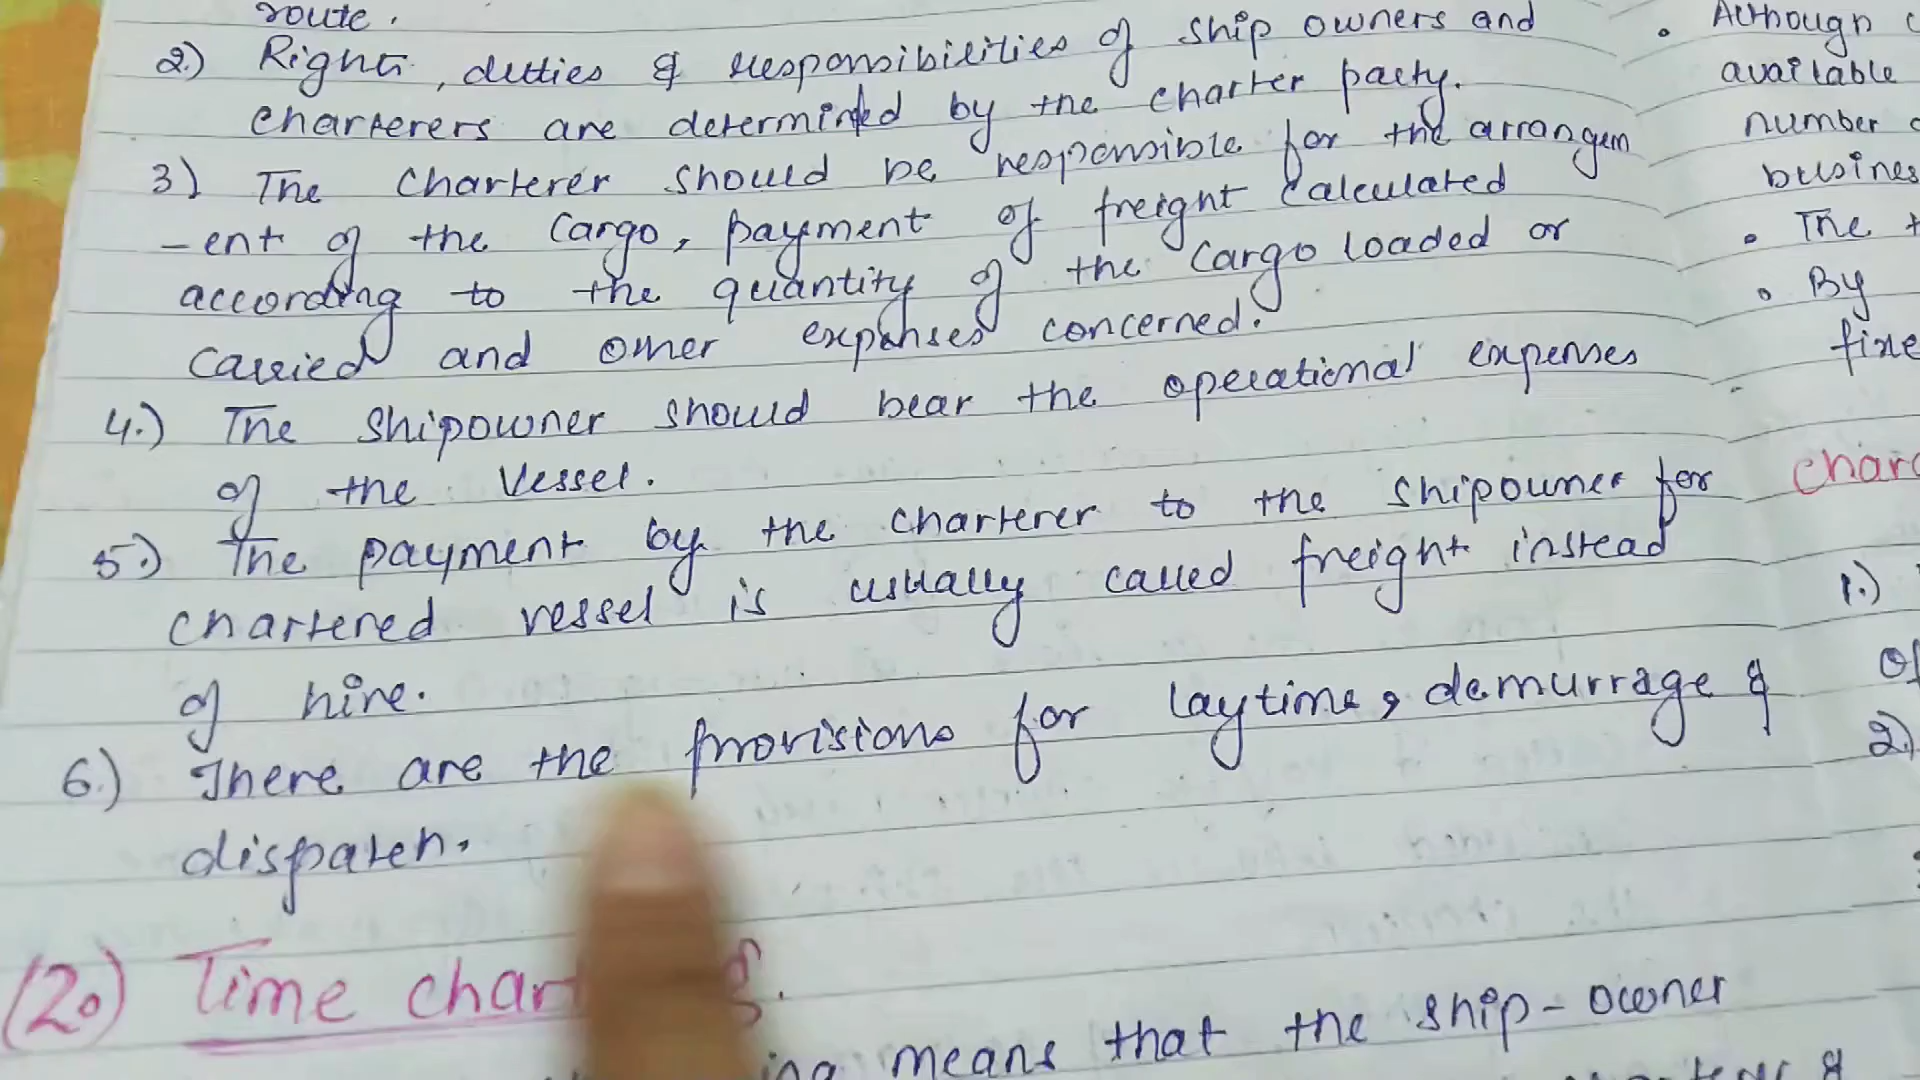 route.
2.) Rights, duties & responsibilities of ship owners and
charterers are determined by the charter party.
3) The charterer should be responsible for the arrangem
-ent of the cargo, payment of freight calculated
according to the quantity of the cargo loaded or
carried and other expenses concerned.
4.) The shipowner should bear the operational expenses
of the vessel.
5.) The payment by the charterer to the shipowner for
chartered vessel is usually called freight instead
of hire.
6.) There are the provisions for laytime, demurrage &
dispatch.
(2.) Time char
means that the ship-owner
Although
available
number
busines
• The
• By
fixe
1.)
2.)